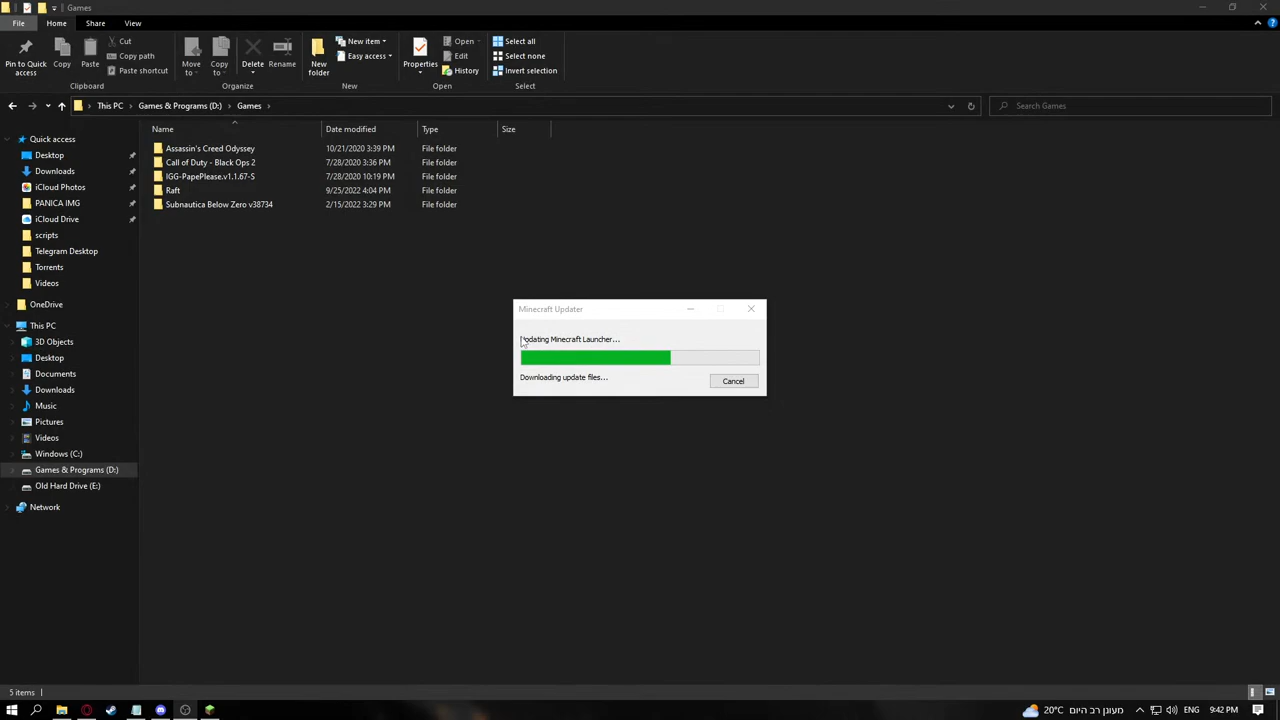 Games
File
Home
Share
View
Pin to Quick access
Copy
Paste
Cut
Copy path
Paste shortcut
Clipboard
Move to
Copy to
Delete
Rename
Organize
New folder
New item
Easy access
New
Properties
Open
Edit
History
Open
Select all
Select none
Invert selection
Select
This PC > Games & Programs (D:) > Games >
Search Games
Name Date modified Type Size
Assassin's Creed Odyssey 10/21/2020 3:39 PM File folder
Call of Duty - Black Ops 2 7/28/2020 3:36 PM File folder
IGG-PapePlease.v1.1.67-S 7/28/2020 10:19 PM File folder
Raft 9/25/2022 4:04 PM File folder
Subnautica Below Zero v38734 2/15/2022 3:29 PM File folder
Quick access
Desktop
Downloads
iCloud Photos
PANICA IMG
iCloud Drive
scripts
Telegram Desktop
Torrents
Videos
OneDrive
This PC
3D Objects
Desktop
Documents
Downloads
Music
Pictures
Videos
Windows (C:)
Games & Programs (D:)
Old Hard Drive (E:)
Network
Minecraft Updater
Updating Minecraft Launcher...
Downloading update files...
Cancel
5 items
20°C מעונן רב היום
ENG
9:42 PM